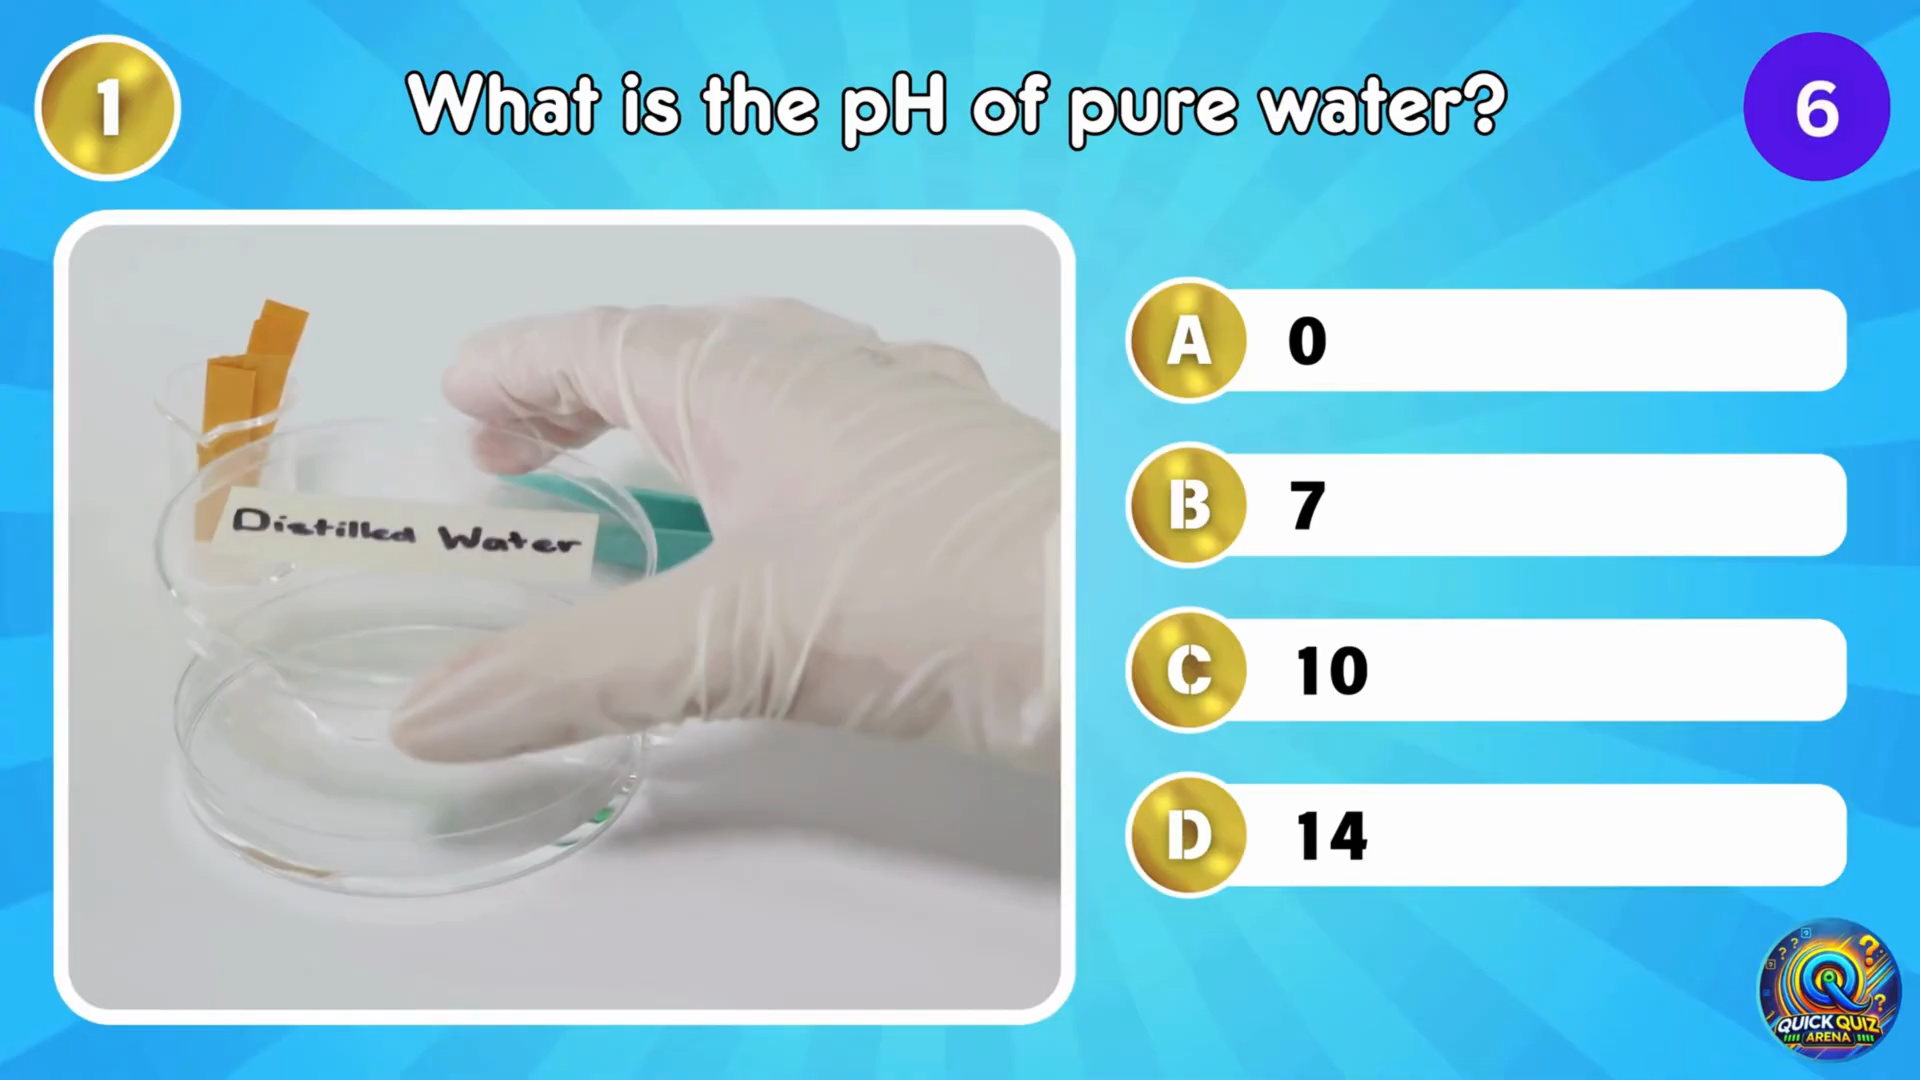 1
What is the pH of pure water?
6
Distilled Water
A 0
B 7
C 10
D 14
QUICK QUIZ
ARENA